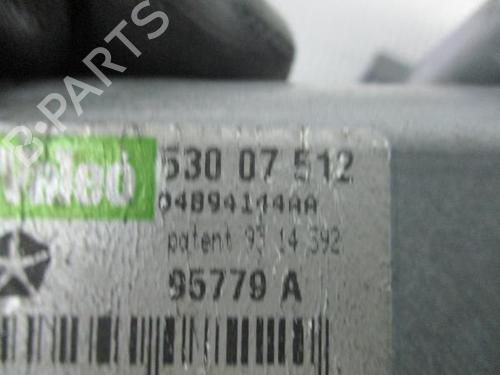 B-PARTS
Valeo
530 07 512
04894144AA
patent 93 14 392
95779 A